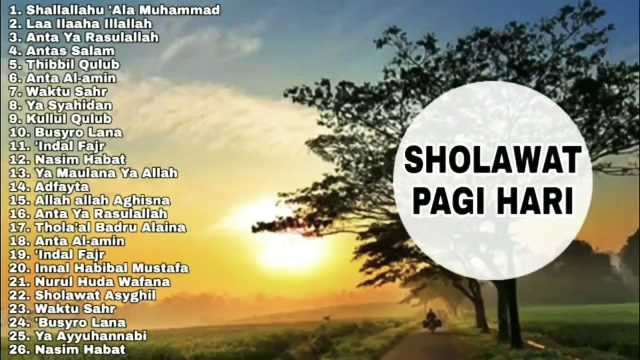 1. Shallallahu 'Ala Muhammad
2. Laa Ilaaha Illallah
3. Anta Ya Rasulallah
4. Antas Salam
5. Thibbil Qulub
6. Anta Al-amin
7. Waktu Sahr
8. Ya Syahidan
9. Kullul Qulub
10. Busyro Lana
11. 'Indal Fajr
12. Nasim Habat
13. Ya Maulana Ya Allah
14. Adfayta
15. Allah allah Aghisna
16. Anta Ya Rasulallah
17. Thola'al Badru Alaina
18. Anta Al-amin
19. 'Indal Fajr
20. Innal Habibal Mustafa
21. Nurul Huda Wafana
22. Sholawat Asyghil
23. Waktu Sahr
24. 'Busyro Lana
25. Ya Ayyuhannabi
26. Nasim Habat
SHOLAWAT
PAGI HARI